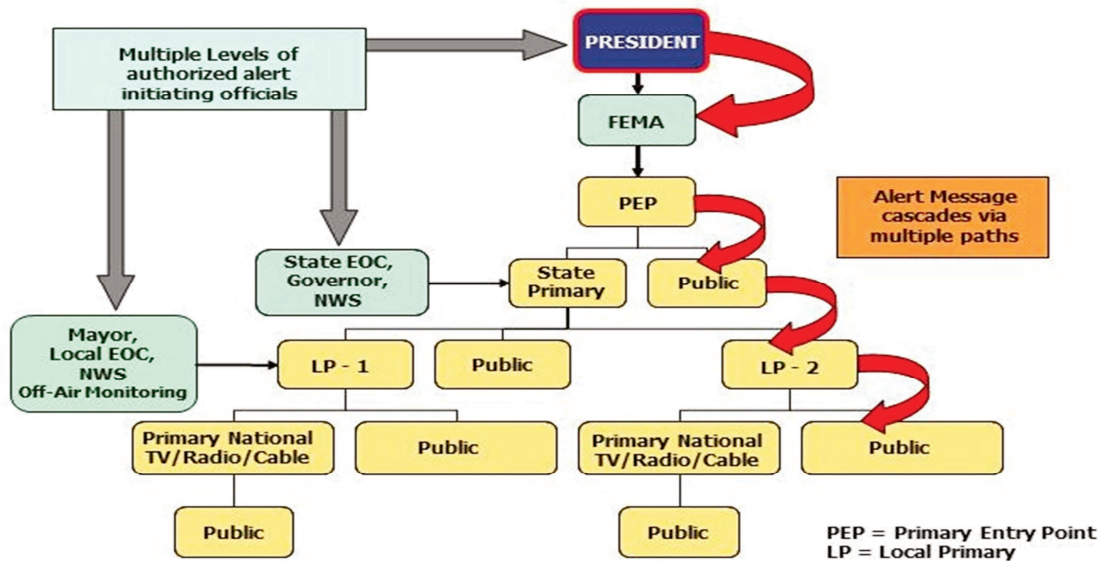 Multiple Levels of
authorized alert
initiating officials
PRESIDENT
FEMA
PEP
Alert Message
cascades via
multiple paths
State EOC,
Governor,
NWS
State
Primary
Public
Mayor,
Local EOC,
NWS
Off-Air Monitoring
LP - 1
Public
LP - 2
Primary National
TV/Radio/Cable
Public
Primary National
TV/Radio/Cable
Public
Public
Public
PEP = Primary Entry Point
LP = Local Primary